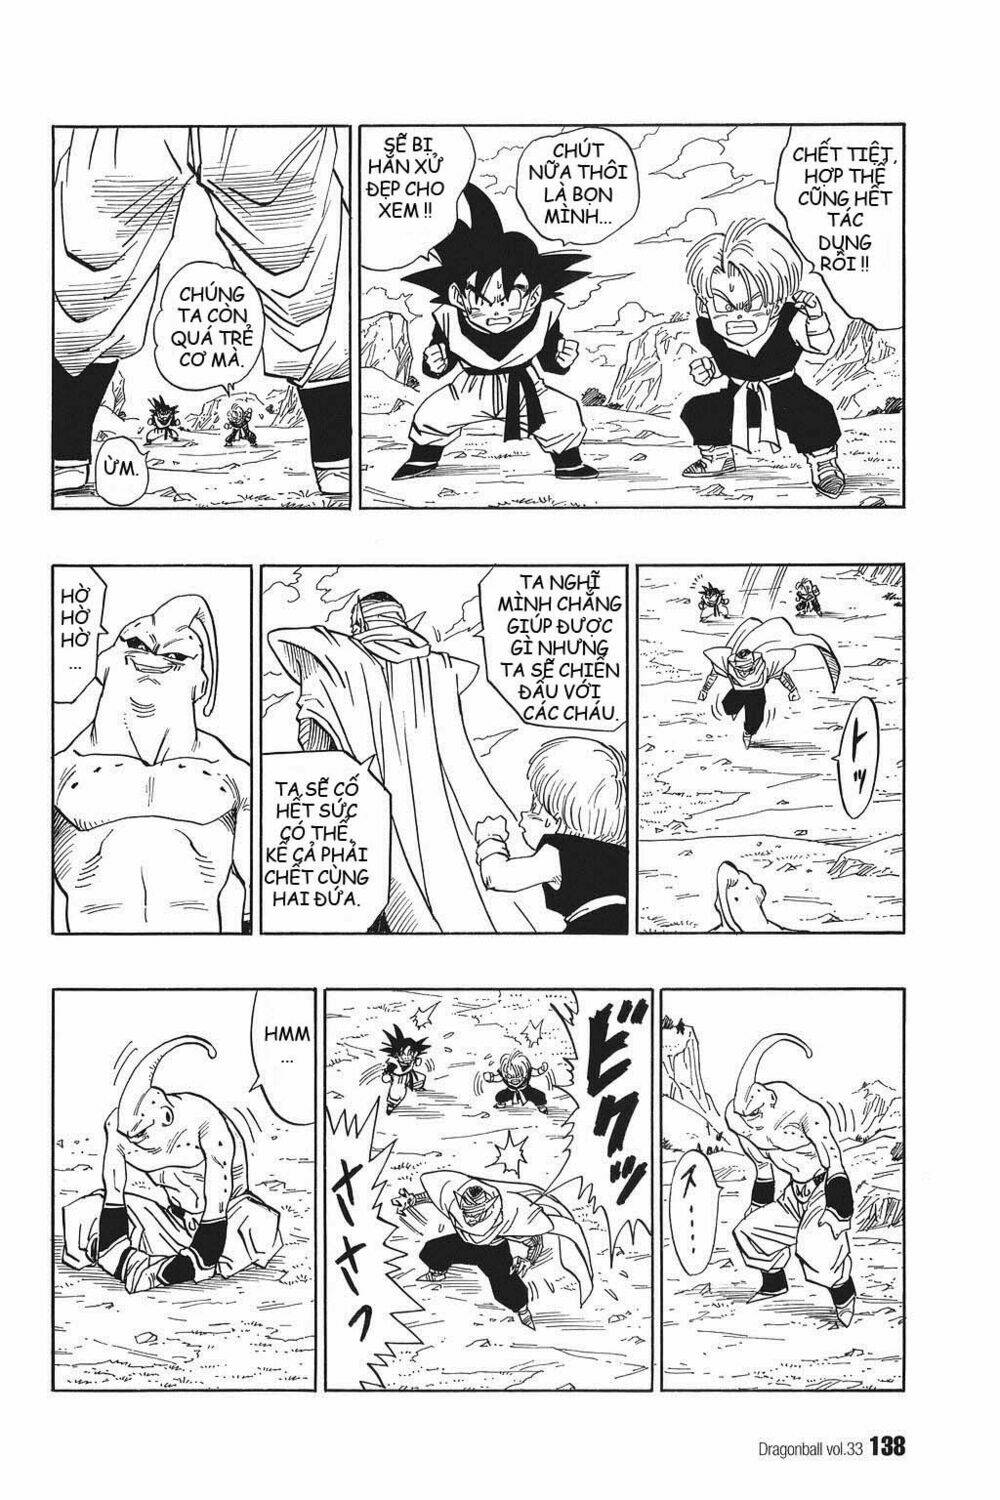 CHẾT TIỆT,
HỢP THỂ
CŨNG HẾT
TÁC
DỤNG
RỒI !!
CHÚT
NỮA THÔI
LÀ BỌN
MÌNH...
SẼ BỊ
HẮN XỬ
ĐẸP CHO
XEM !!
CHÚNG
TA CÒN
QUÁ TRẺ
CƠ MÀ.
ỪM.
トッ
TA NGHĨ
MÌNH CHẲNG
GIÚP ĐƯỢC
GÌ NHƯNG
TA SẼ CHIẾN
ĐẤU VỚI
CÁC CHÁU.
TA SẼ CỐ
HẾT SỨC
CÓ THỂ,
KỂ CẢ PHẢI
CHẾT CÙNG
HAI ĐỨA.
HỜ
HỜ
HỜ
...
ス...
ビクッ
ササッ
HMM
...
Dragonball vol.33 138